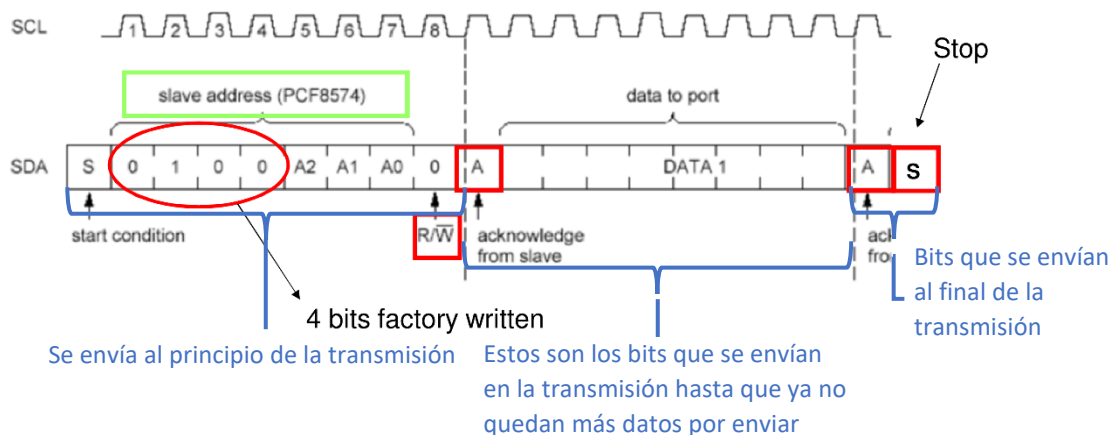 SCL 1 2 3 4 5 6 7 8
Stop
slave address (PCF8574) data to port
SDA S 0 1 0 0 A2 A1 A0 0 A DATA 1 A S
start condition R/W̅ acknowledge
from slave
4 bits factory written
Se envía al principio de la transmisión
Estos son los bits que se envían
en la transmisión hasta que ya no
quedan más datos por enviar
Bits que se envían
al final de la
transmisión